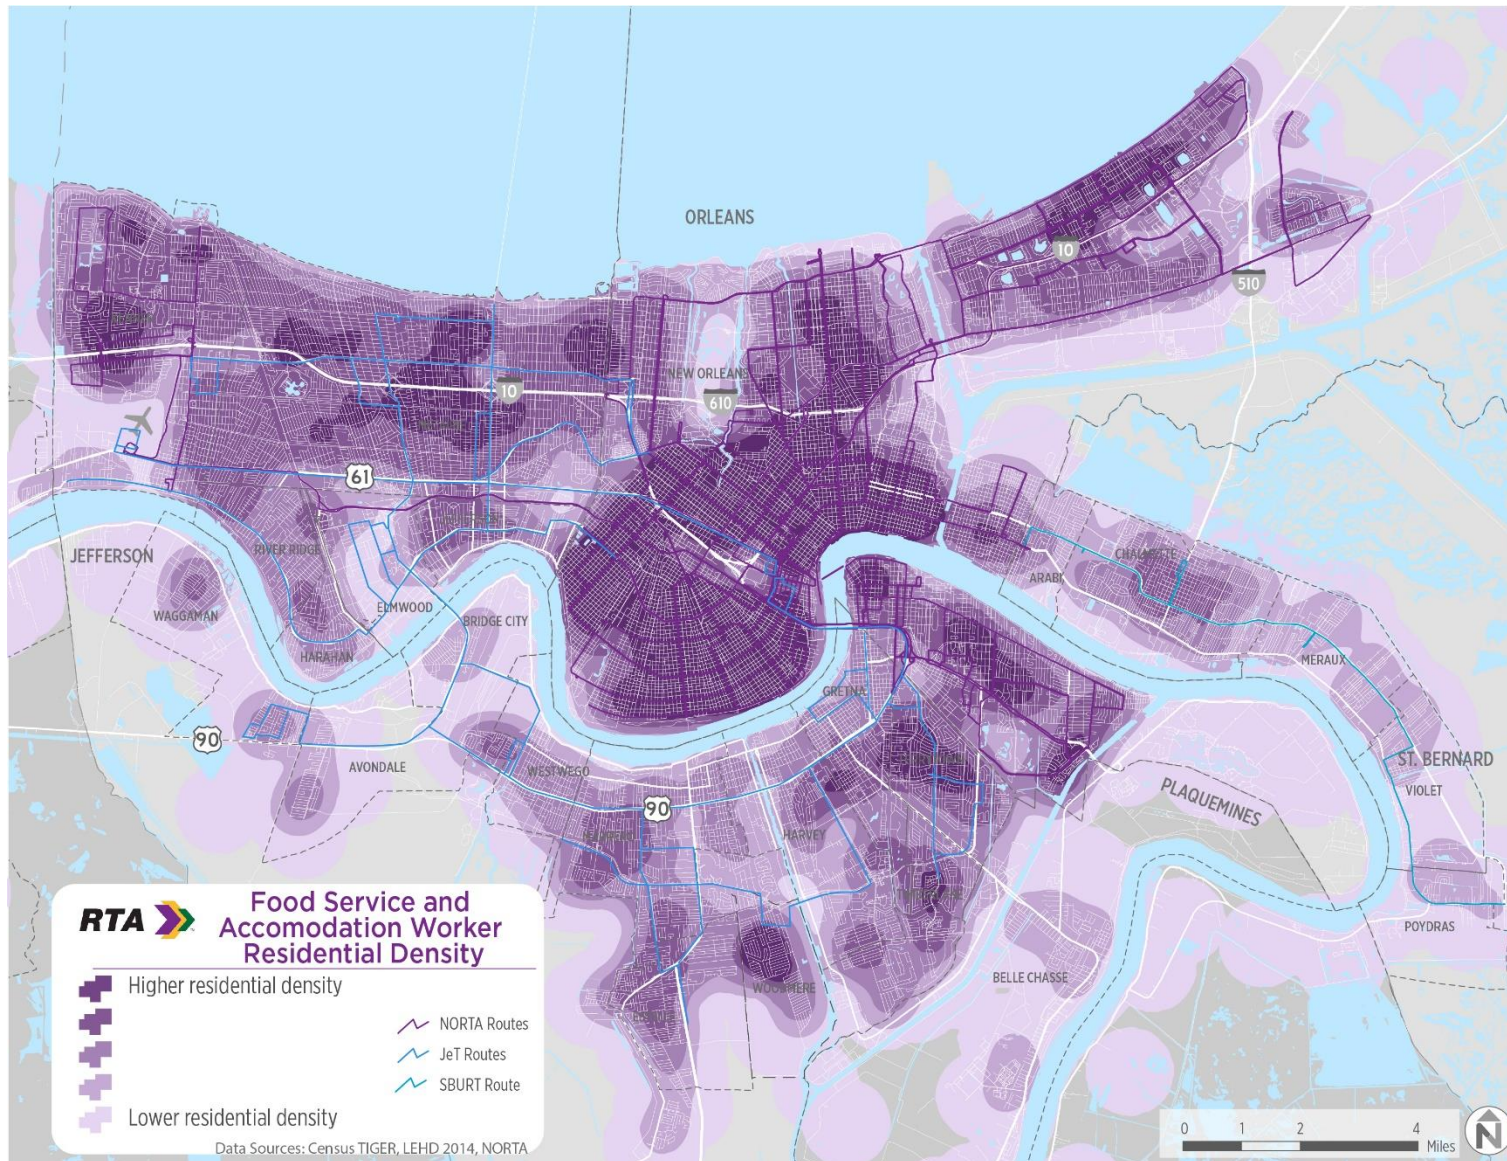 ORLEANS
10
510
KENNER
NEW ORLEANS
10
610
METAIRIE
61
JEFFERSON
RIVER RIDGE
ELMWOOD
WAGGAMAN
BRIDGE CITY
HARAHAN
ARABI
CHALMETTE
MERAUX
GRETNA
90
AVONDALE
WESTWEGO
90
HARVEY
PLAQUEMINES
ST. BERNARD
VIOLET
POYDRAS
BELLE CHASSE
WOODMERE
RTA
Food Service and
Accomodation Worker
Residential Density
Higher residential density
NORTA Routes
JeT Routes
SBURT Route
Lower residential density
Data Sources: Census TIGER, LEHD 2014, NORTA
0 1 2 4
Miles
N